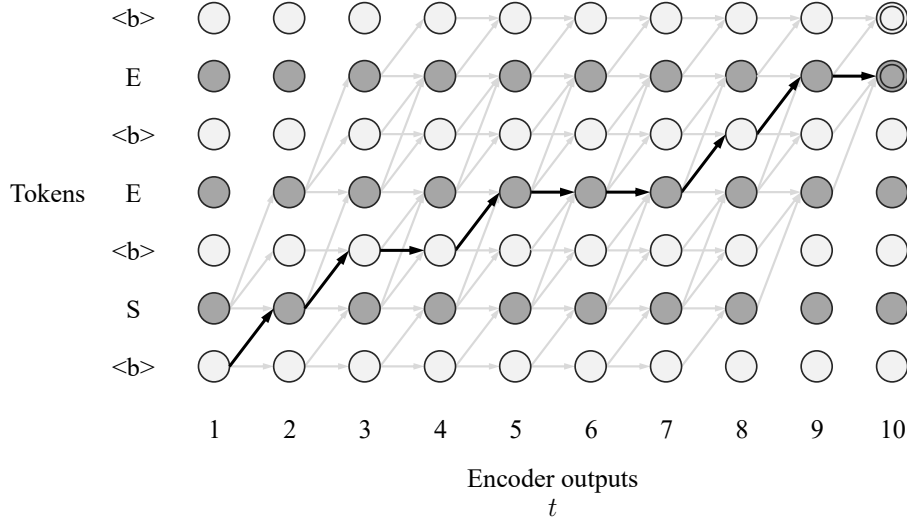 <b>
E
<b>
Tokens E
<b>
S
<b>
1 2 3 4 5 6 7 8 9 10
Encoder outputs
t